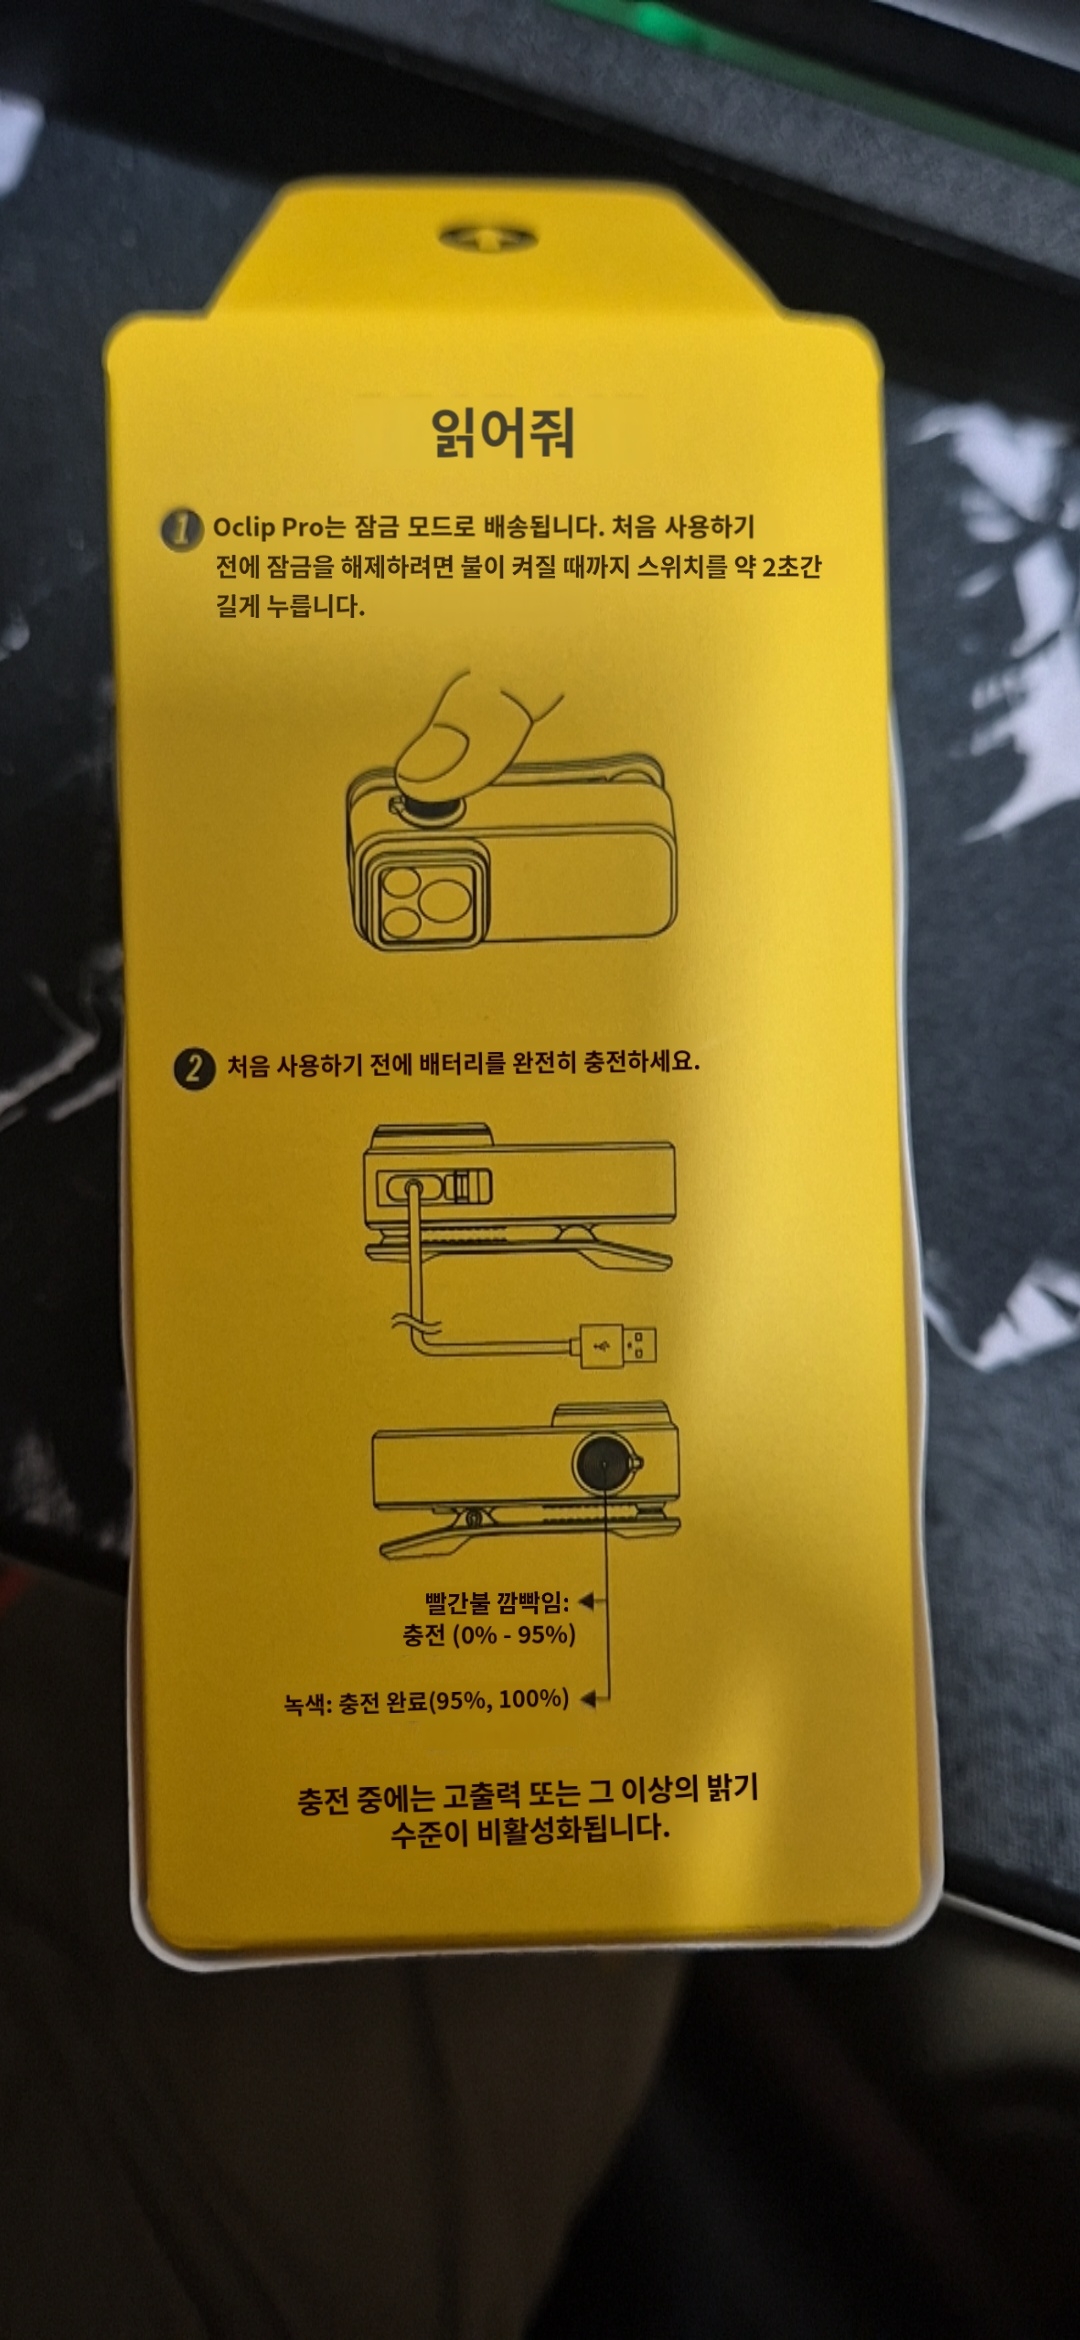 읽어줘
1 Oclip Pro는 잠금 모드로 배송됩니다. 처음 사용하기
전에 잠금을 해제하려면 불이 켜질 때까지 스위치를 약 2초간
길게 누릅니다.
2 처음 사용하기 전에 배터리를 완전히 충전하세요.
빨간불 깜빡임:
충전 (0% - 95%)
녹색: 충전 완료(95%, 100%)
충전 중에는 고출력 또는 그 이상의 밝기
수준이 비활성화됩니다.